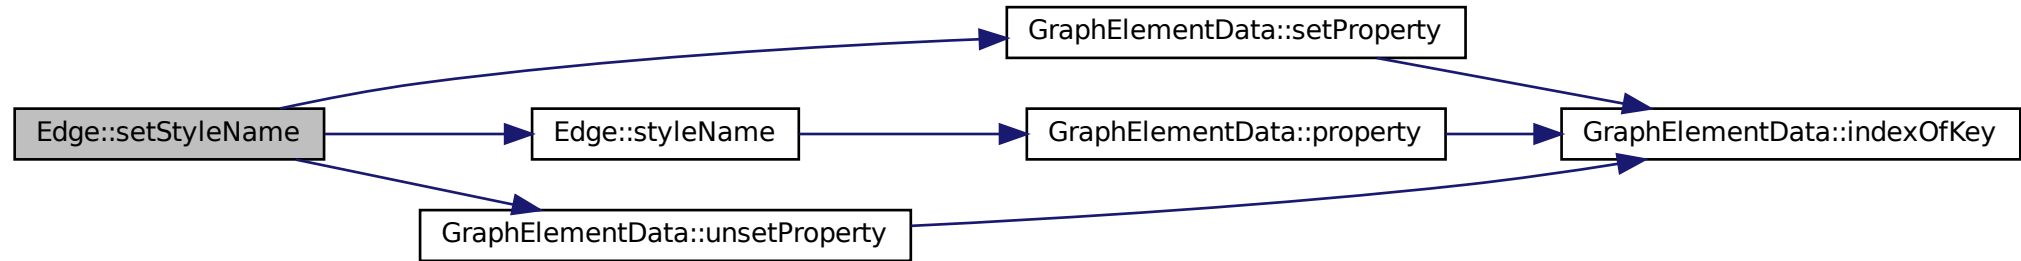 GraphElementData::setProperty
Edge::setStyleName
Edge::styleName
GraphElementData::property
GraphElementData::indexOfKey
GraphElementData::unsetProperty